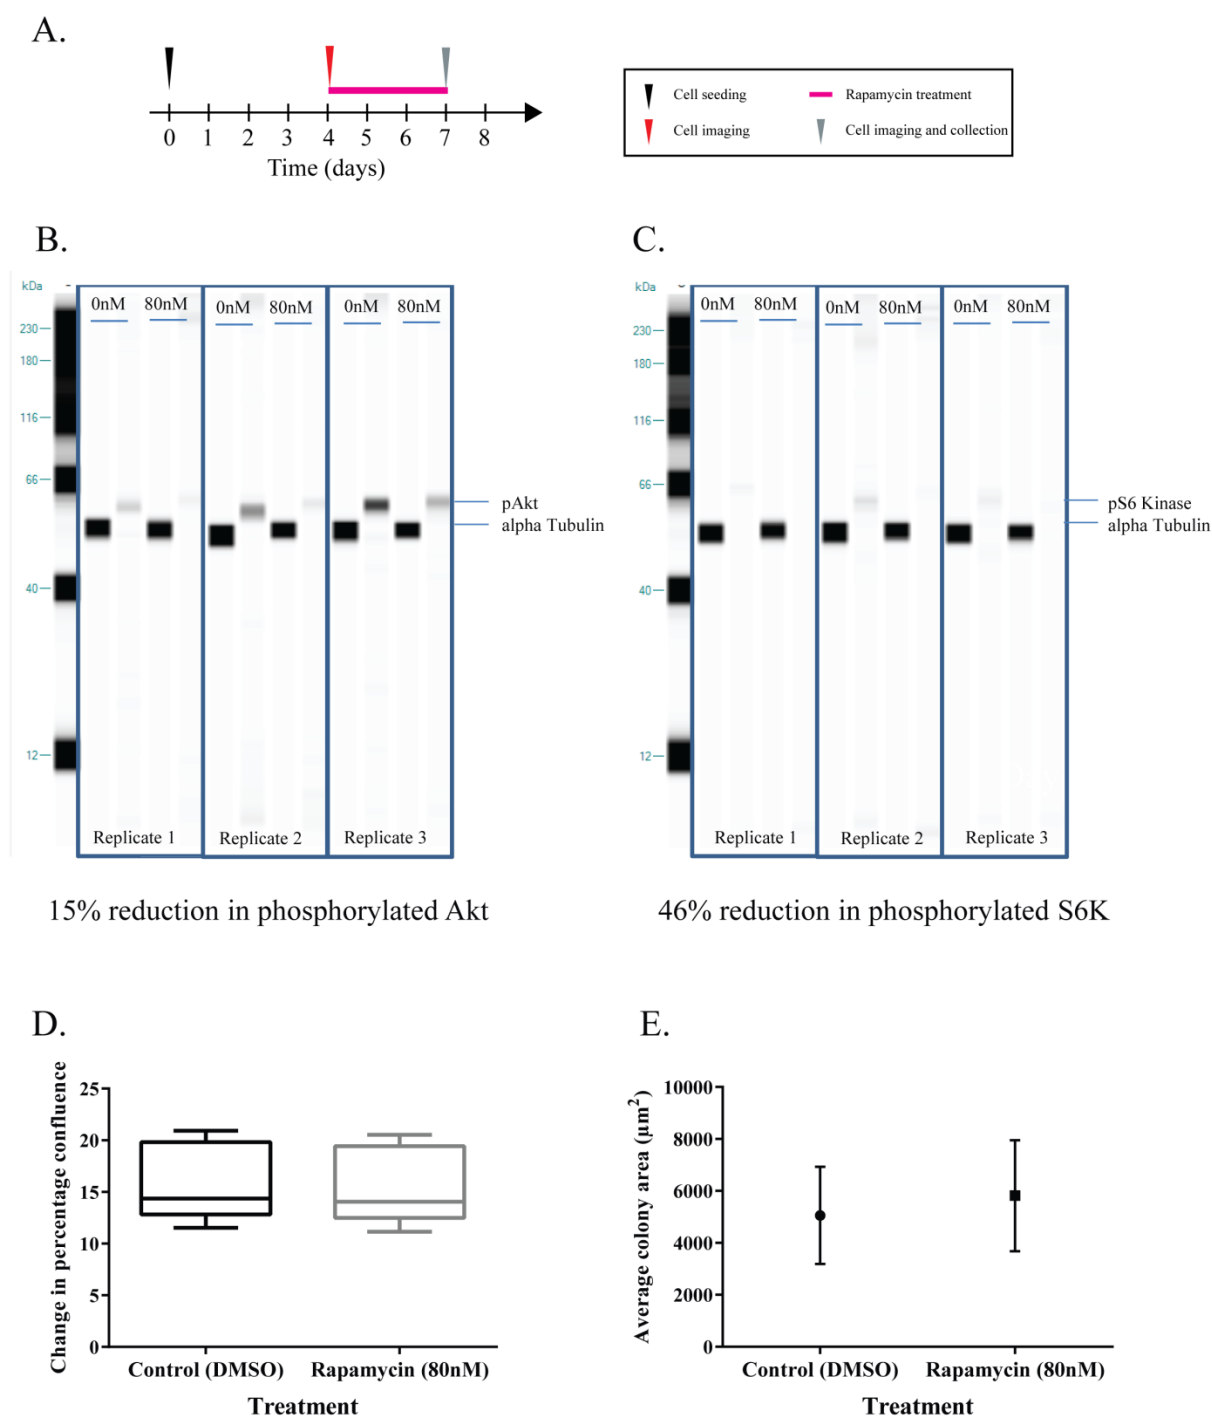 A.
0 1 2 3 4 5 6 7 8
Time (days)
Cell seeding
Rapamycin treatment
Cell imaging
Cell imaging and collection
B.
kDa
0nM 80nM 0nM 80nM 0nM 80nM
230
180
116
66
40
12
pAkt
alpha Tubulin
Replicate 1 Replicate 2 Replicate 3
15% reduction in phosphorylated Akt
C.
kDa
0nM 80nM 0nM 80nM 0nM 80nM
230
180
116
66
40
12
pS6 Kinase
alpha Tubulin
Replicate 1 Replicate 2 Replicate 3
46% reduction in phosphorylated S6K
D.
Change in percentage confluence
25
20
15
10
5
0
Control (DMSO) Rapamycin (80nM)
Treatment
E.
Average colony area (µm²)
10000
8000
6000
4000
2000
0
Control (DMSO) Rapamycin (80nM)
Treatment